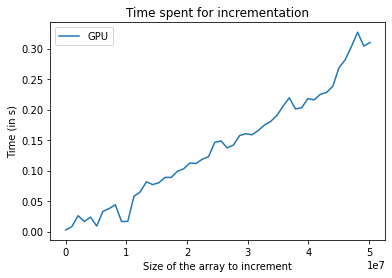 Time spent for incrementation
GPU
Time (in s)
0.30
0.25
0.20
0.15
0.10
0.05
0.00
0
1
2
3
4
5
1e7
Size of the array to increment